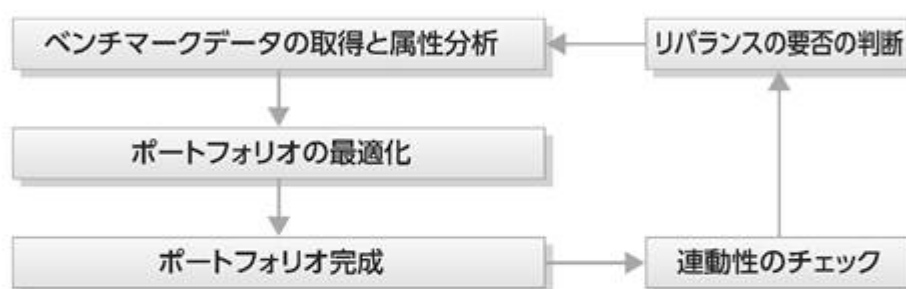 ベンチマークデータの取得と属性分析
リバランスの要否の判断
ポートフォリオの最適化
ポートフォリオ完成
連動性のチェック